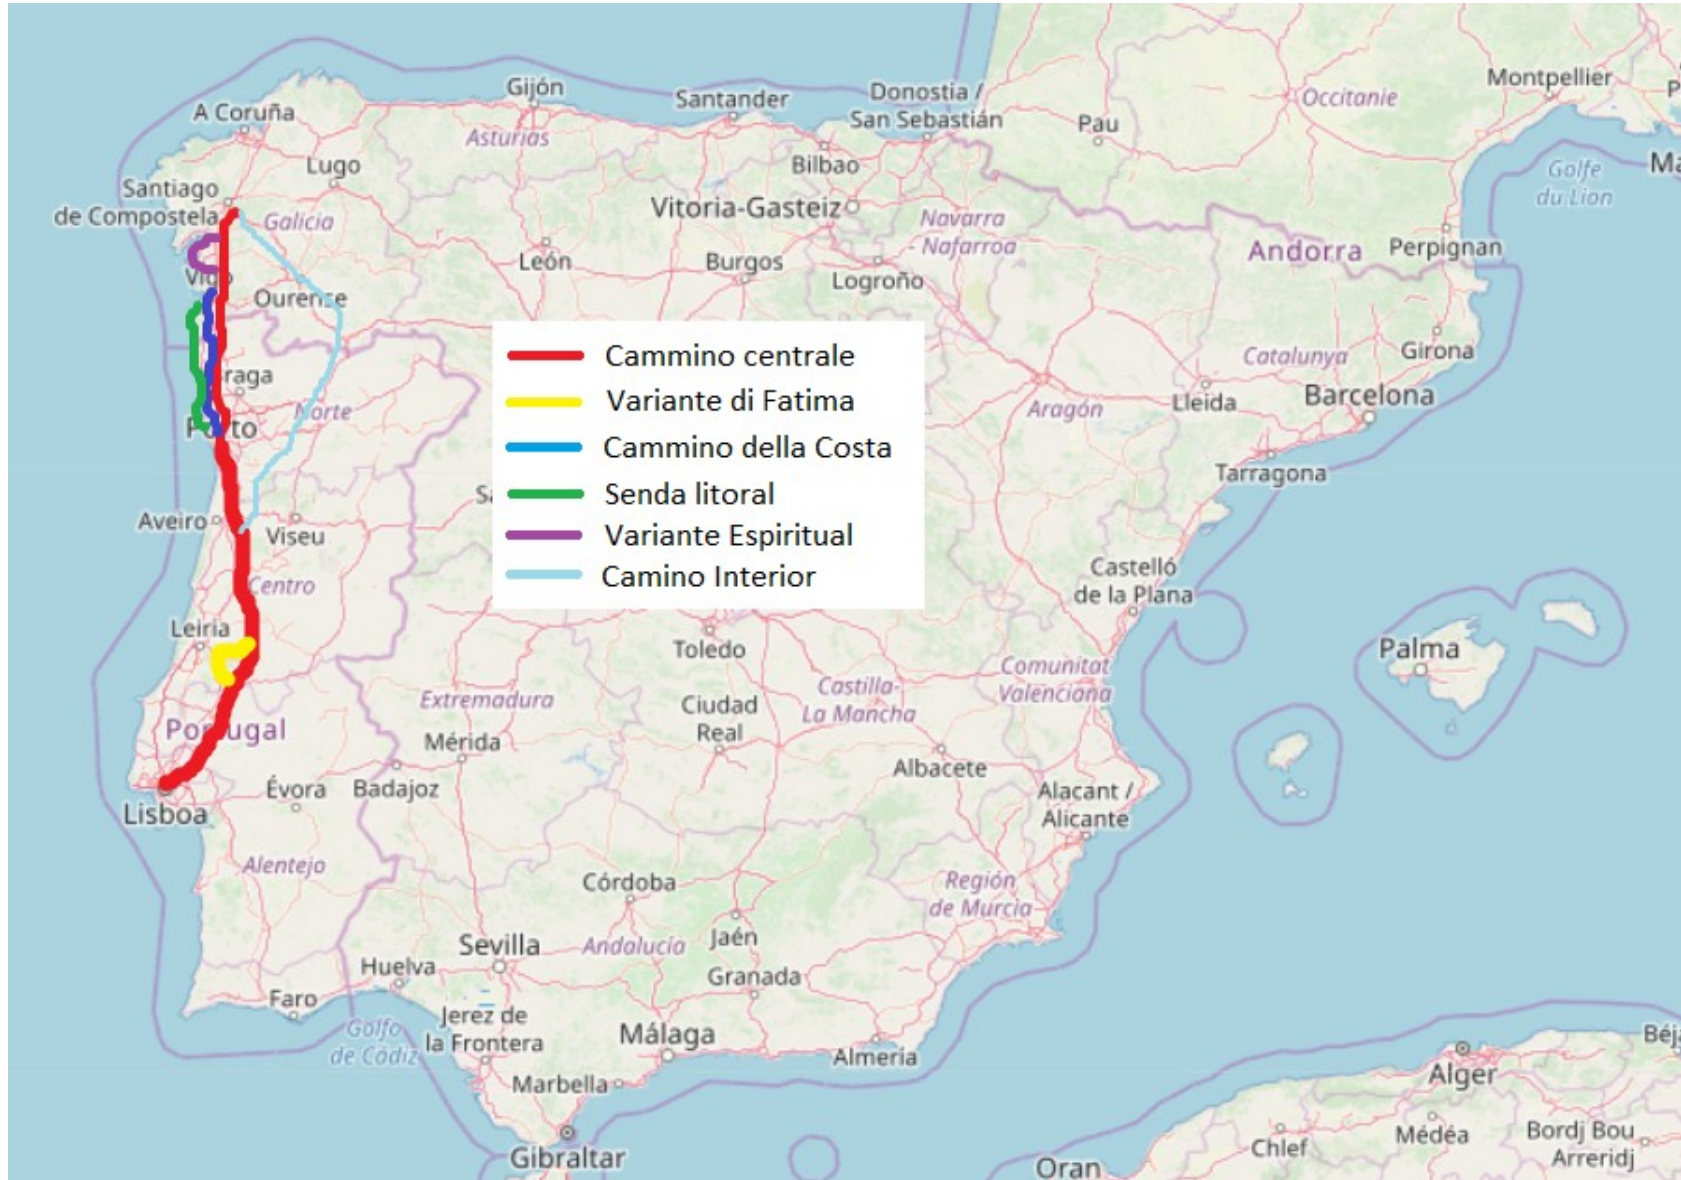 Gijón
Santander
Donostia /
San Sebastián
Montpellier
A Coruña
Asturias
Pau
Occitanie
Lugo
Bilbao
Golfe
du Lion
Santiago
de Compostela
Galicia
Vitoria-Gasteiz
Navarra
- Nafarroa
Andorra
Perpignan
León
Burgos
Logroño
Vigo
Ourense
Catalunya
Girona
Cammino centrale
Variante di Fatima
Cammino della Costa
Senda litoral
Variante Espiritual
Camino Interior
Norte
Aragón
Lleida
Barcelona
Porto
Tarragona
Aveiro
Viseu
Centro
Castelló
de la Plana
Leiria
Toledo
Palma
Comunitat
Valenciana
Extremadura
Castilla-
La Mancha
Ciudad
Real
Portugal
Mérida
Albacete
Évora
Badajoz
Alacant /
Alicante
Lisboa
Alentejo
Córdoba
Región
de Murcia
Sevilla
Andalucía
Jaén
Huelva
Granada
Faro
Golfo
de Cádiz
Jerez de
la Frontera
Málaga
Almería
Marbella
Alger
Gibraltar
Chlef
Médéa
Bordj Bou
Arreridj
Oran